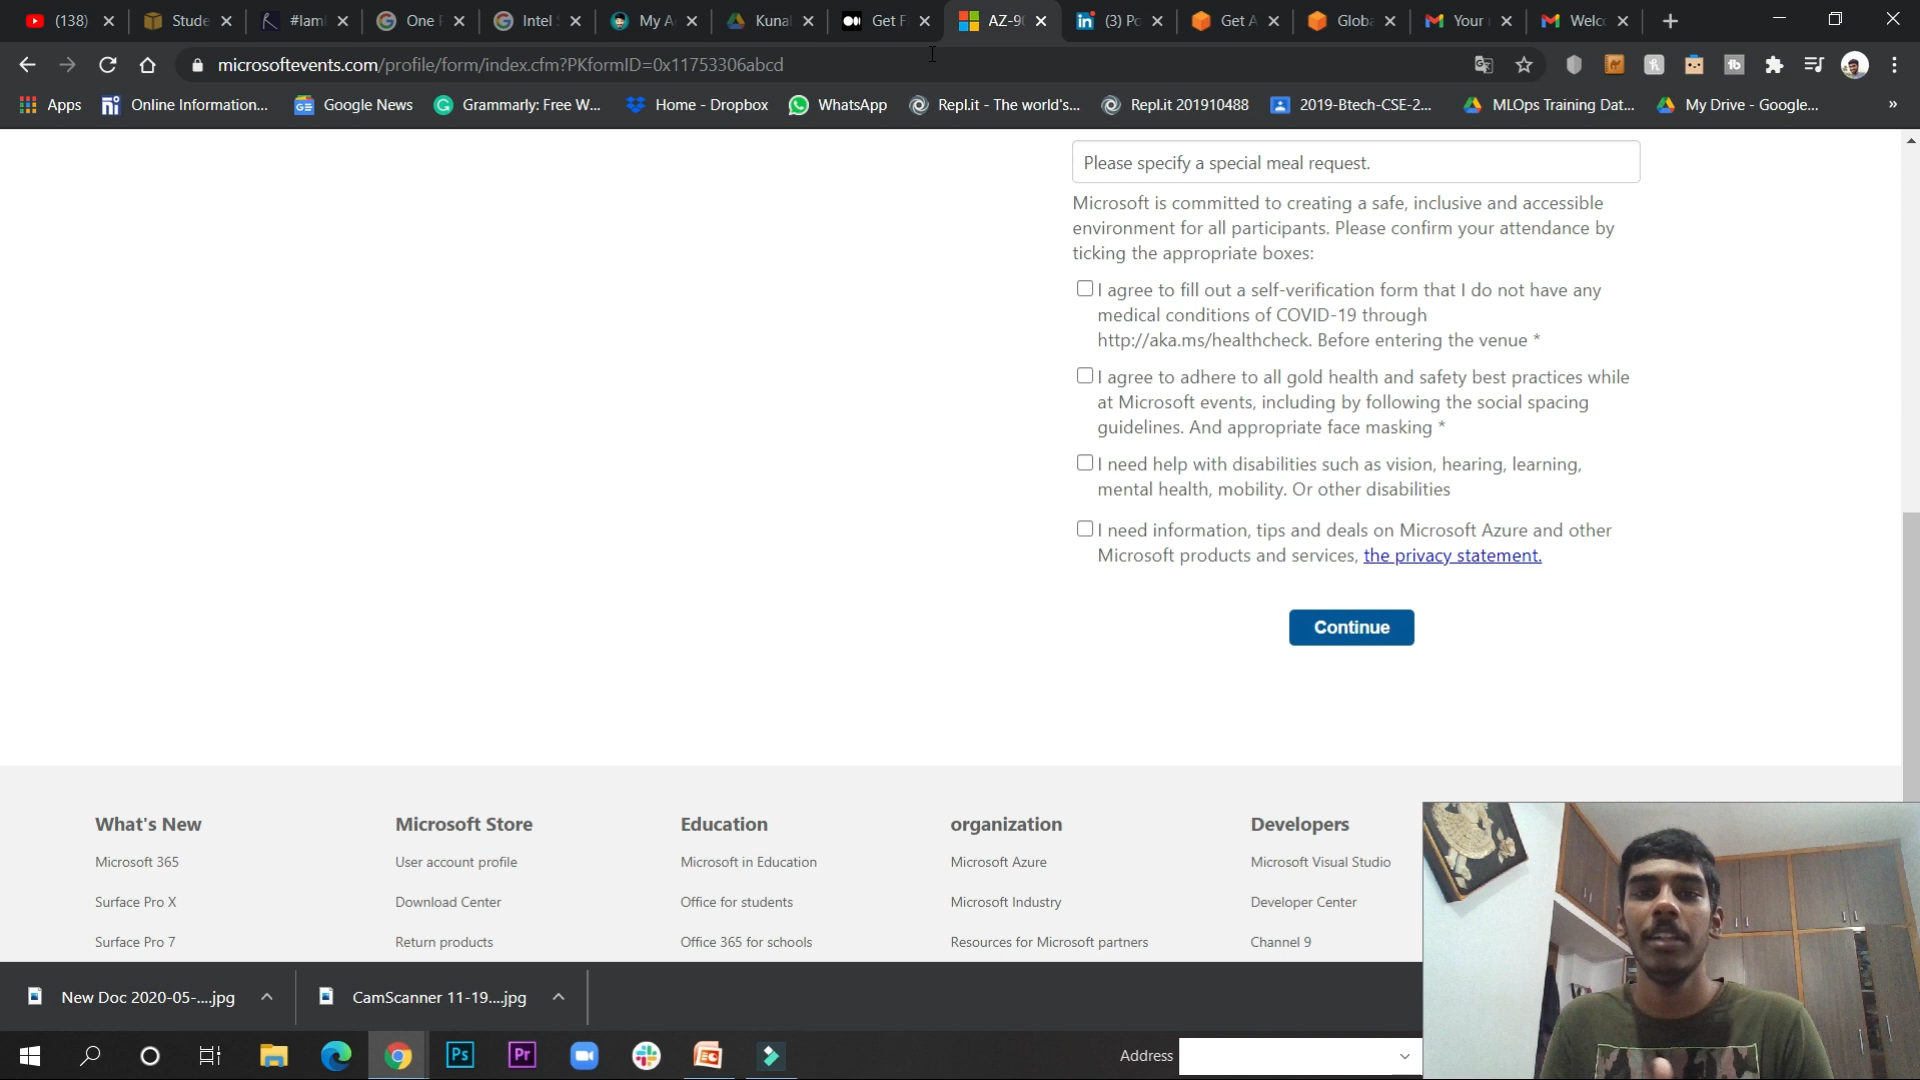 (138)
Stude
#laml
One F
Intel
My A
Kunal
Get F
AZ-90
(3) Po
Get A
Globa
Your
Welc
microsoftevents.com/profile/form/index.cfm?PKformID=0x11753306abcd
Apps
Online Information...
Google News
Grammarly: Free W...
Home - Dropbox
WhatsApp
Repl.it - The world's...
Repl.it 201910488
2019-Btech-CSE-2...
MLOps Training Dat...
My Drive - Google...
Please specify a special meal request.
Microsoft is committed to creating a safe, inclusive and accessible
environment for all participants. Please confirm your attendance by
ticking the appropriate boxes:
I agree to fill out a self-verification form that I do not have any
medical conditions of COVID-19 through
http://aka.ms/healthcheck. Before entering the venue *
I agree to adhere to all gold health and safety best practices while
at Microsoft events, including by following the social spacing
guidelines. And appropriate face masking *
I need help with disabilities such as vision, hearing, learning,
mental health, mobility. Or other disabilities
I need information, tips and deals on Microsoft Azure and other
Microsoft products and services, the privacy statement.
Continue
What's New
Microsoft 365
Surface Pro X
Surface Pro 7
Microsoft Store
User account profile
Download Center
Return products
Education
Microsoft in Education
Office for students
Office 365 for schools
organization
Microsoft Azure
Microsoft Industry
Resources for Microsoft partners
Developers
Microsoft Visual Studio
Developer Center
Channel 9
New Doc 2020-05-....jpg
CamScanner 11-19....jpg
Ps
Pr
Address